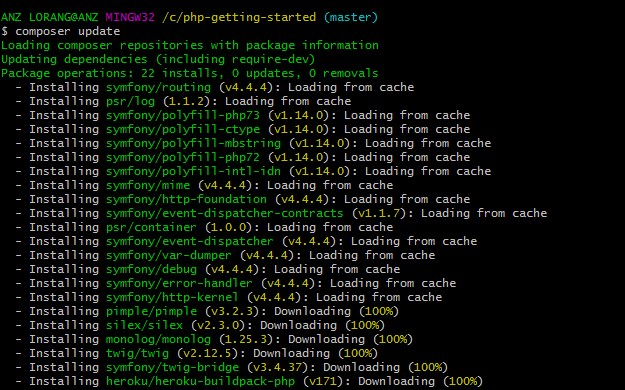 ANZ LORANG@ANZ MINGW32 /c/php-getting-started (master)
$ composer update
Loading composer repositories with package information
Updating dependencies (including require-dev)
Package operations: 22 installs, 0 updates, 0 removals
  - Installing symfony/routing (v4.4.4): Loading from cache
  - Installing psr/log (1.1.2): Loading from cache
  - Installing symfony/polyfill-php73 (v1.14.0): Loading from cache
  - Installing symfony/polyfill-ctype (v1.14.0): Loading from cache
  - Installing symfony/polyfill-mbstring (v1.14.0): Loading from cache
  - Installing symfony/polyfill-php72 (v1.14.0): Loading from cache
  - Installing symfony/polyfill-intl-idn (v1.14.0): Loading from cache
  - Installing symfony/mime (v4.4.4): Loading from cache
  - Installing symfony/http-foundation (v4.4.4): Loading from cache
  - Installing symfony/event-dispatcher-contracts (v1.1.7): Loading from cache
  - Installing psr/container (1.0.0): Loading from cache
  - Installing symfony/event-dispatcher (v4.4.4): Loading from cache
  - Installing symfony/var-dumper (v4.4.4): Loading from cache
  - Installing symfony/debug (v4.4.4): Loading from cache
  - Installing symfony/error-handler (v4.4.4): Loading from cache
  - Installing symfony/http-kernel (v4.4.4): Loading from cache
  - Installing pimple/pimple (v3.2.3): Downloading (100%)
  - Installing silex/silex (v2.3.0): Downloading (100%)
  - Installing monolog/monolog (1.25.3): Downloading (100%)
  - Installing twig/twig (v2.12.5): Downloading (100%)
  - Installing symfony/twig-bridge (v3.4.37): Downloading (100%)
  - Installing heroku/heroku-buildpack-php (v171): Downloading (100%)